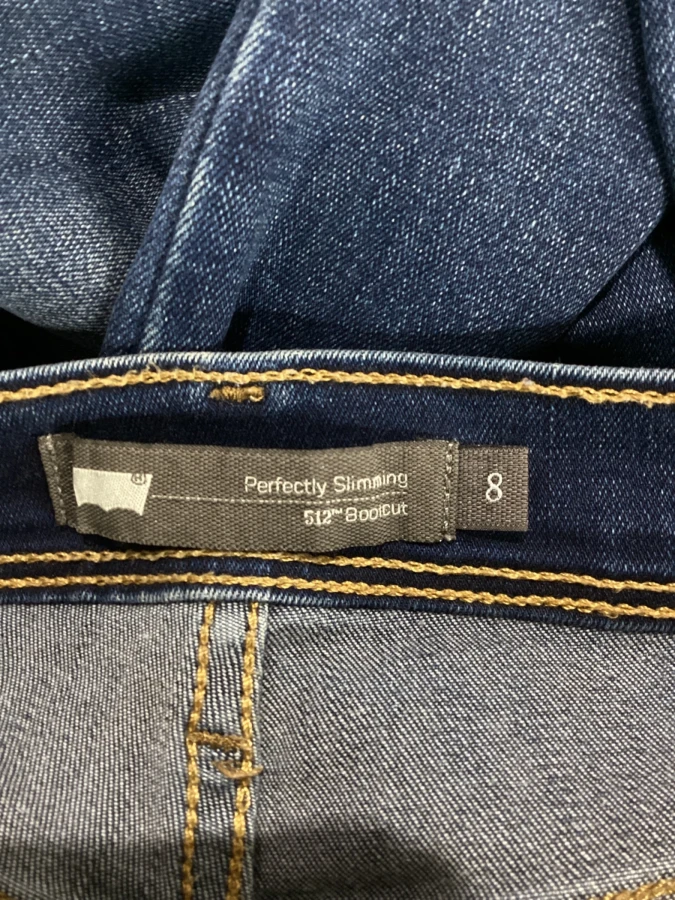 ®
Perfectly Slimming
512™ Bootcut
8